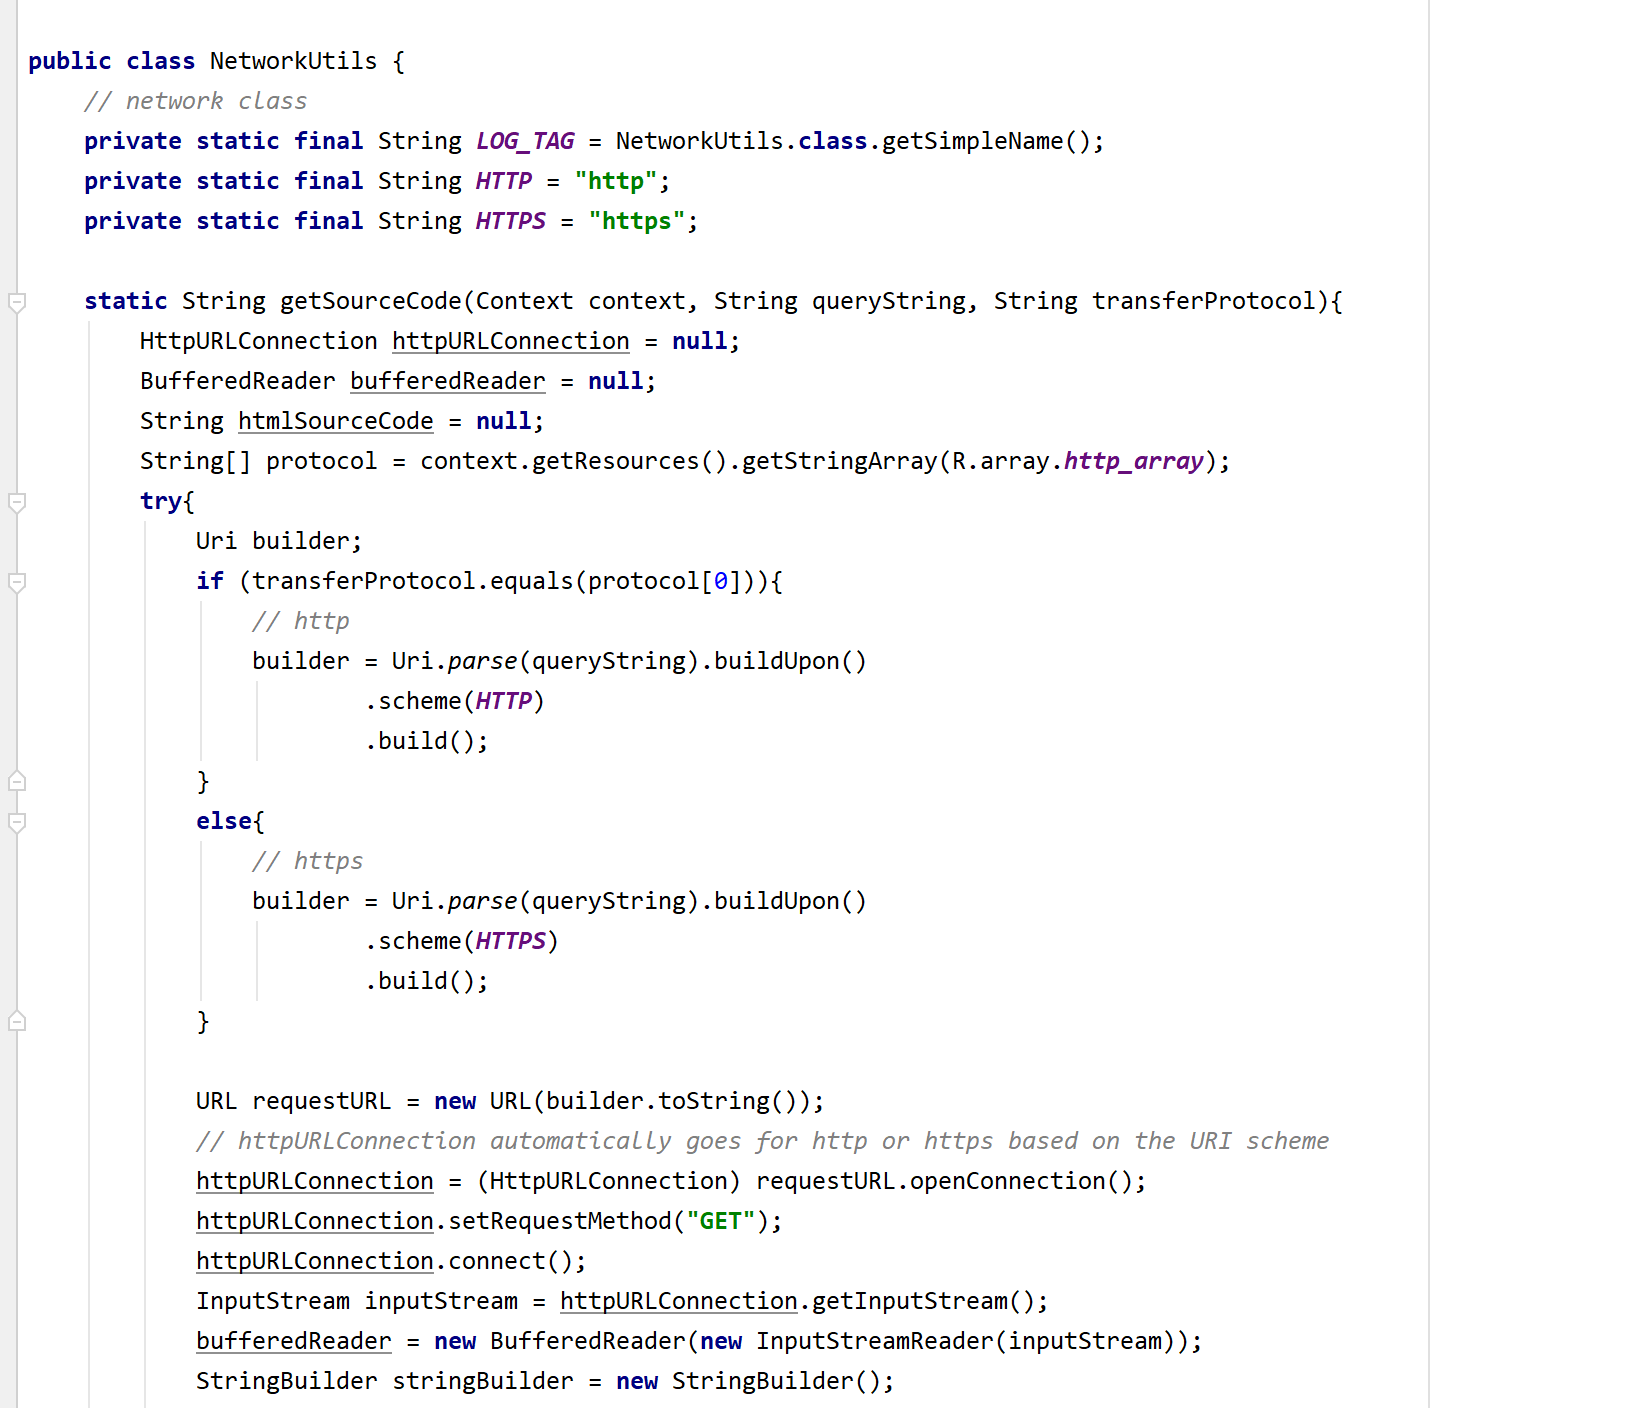 public class NetworkUtils {
// network class
private static final String LOG_TAG = NetworkUtils.class.getSimpleName();
private static final String HTTP = "http";
private static final String HTTPS = "https";
static String getSourceCode(Context context, String queryString, String transferProtocol){
HttpURLConnection httpURLConnection = null;
BufferedReader bufferedReader = null;
String htmlSourceCode = null;
String[] protocol = context.getResources().getStringArray(R.array.http_array);
try{
Uri builder;
if (transferProtocol.equals(protocol[0])){
// http
builder = Uri.parse(queryString).buildUpon()
.scheme(HTTP)
.build();
}
else{
// https
builder = Uri.parse(queryString).buildUpon()
.scheme(HTTPS)
.build();
}
URL requestURL = new URL(builder.toString());
// httpURLConnection automatically goes for http or https based on the URI scheme
httpURLConnection = (HttpURLConnection) requestURL.openConnection();
httpURLConnection.setRequestMethod("GET");
httpURLConnection.connect();
InputStream inputStream = httpURLConnection.getInputStream();
bufferedReader = new BufferedReader(new InputStreamReader(inputStream));
StringBuilder stringBuilder = new StringBuilder();